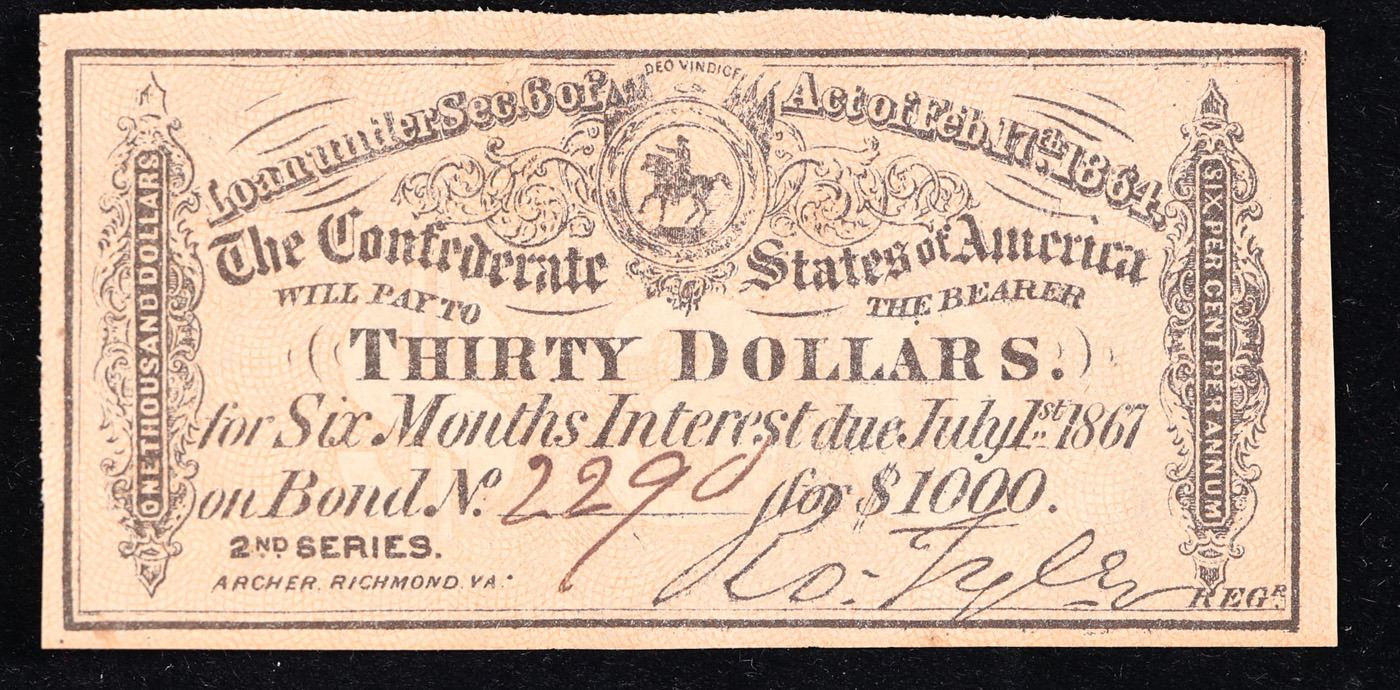 DEO VINDICE
Loan under Sec. 6 of Act of Feb. 17th 1864.
The Confederate States of America
WILL PAY TO THE BEARER
THIRTY DOLLARS.
for Six Months Interest due July 1st 1867
on Bond No. 2290 for $1000.
2ND SERIES.
Ro. Tyler REGR.
ARCHER. RICHMOND. VA.
ONE THOUSAND DOLLARS
SIX PER CENT PER ANNUM